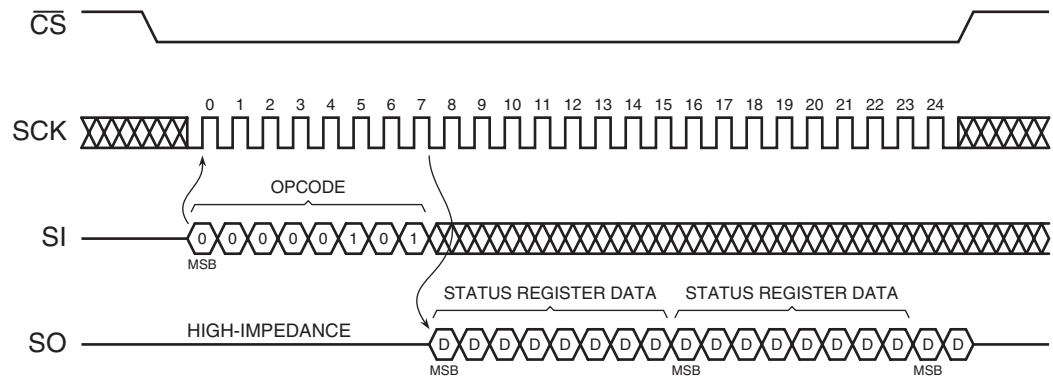 CS
SCK 0 1 2 3 4 5 6 7 8 9 10 11 12 13 14 15 16 17 18 19 20 21 22 23 24
OPCODE
SI 0 0 0 0 0 1 0 1
MSB
STATUS REGISTER DATA STATUS REGISTER DATA
SO HIGH-IMPEDANCE D D D D D D D D D D D D D D D D D D
MSB MSB MSB